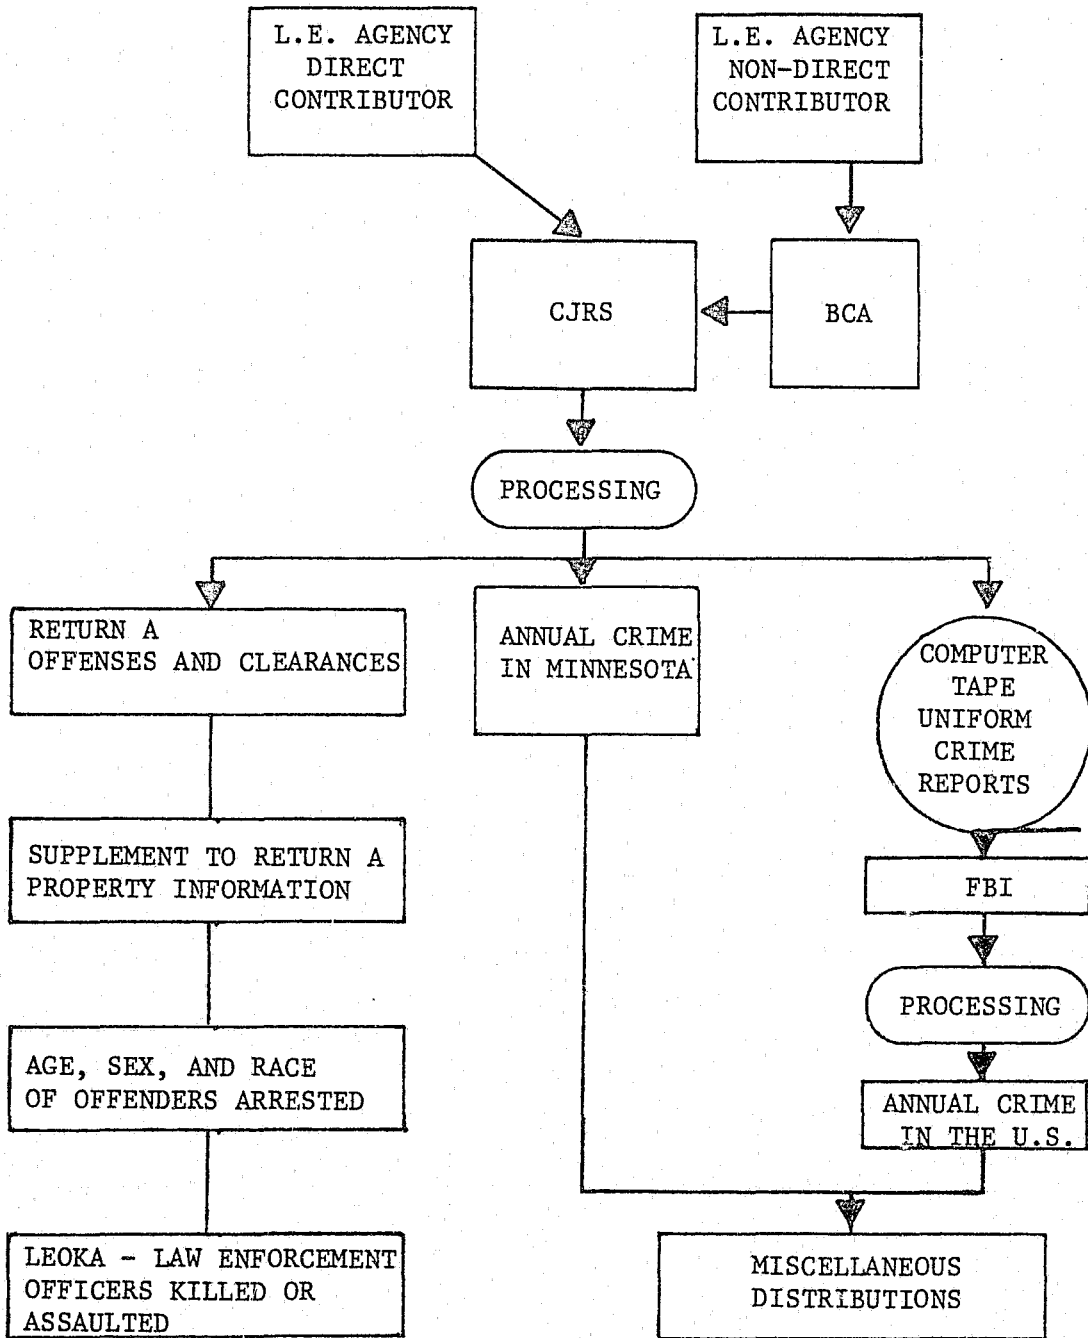 L.E. AGENCY
DIRECT
CONTRIBUTOR
L.E. AGENCY
NON-DIRECT
CONTRIBUTOR
CJRS
BCA
PROCESSING
RETURN A
OFFENSES AND CLEARANCES
ANNUAL CRIME
IN MINNESOTA
COMPUTER
TAPE
UNIFORM
CRIME
REPORTS
SUPPLEMENT TO RETURN A
PROPERTY INFORMATION
FBI
PROCESSING
AGE, SEX, AND RACE
OF OFFENDERS ARRESTED
ANNUAL CRIME
IN THE U.S.
LEOKA - LAW ENFORCEMENT
OFFICERS KILLED OR
ASSAULTED
MISCELLANEOUS
DISTRIBUTIONS